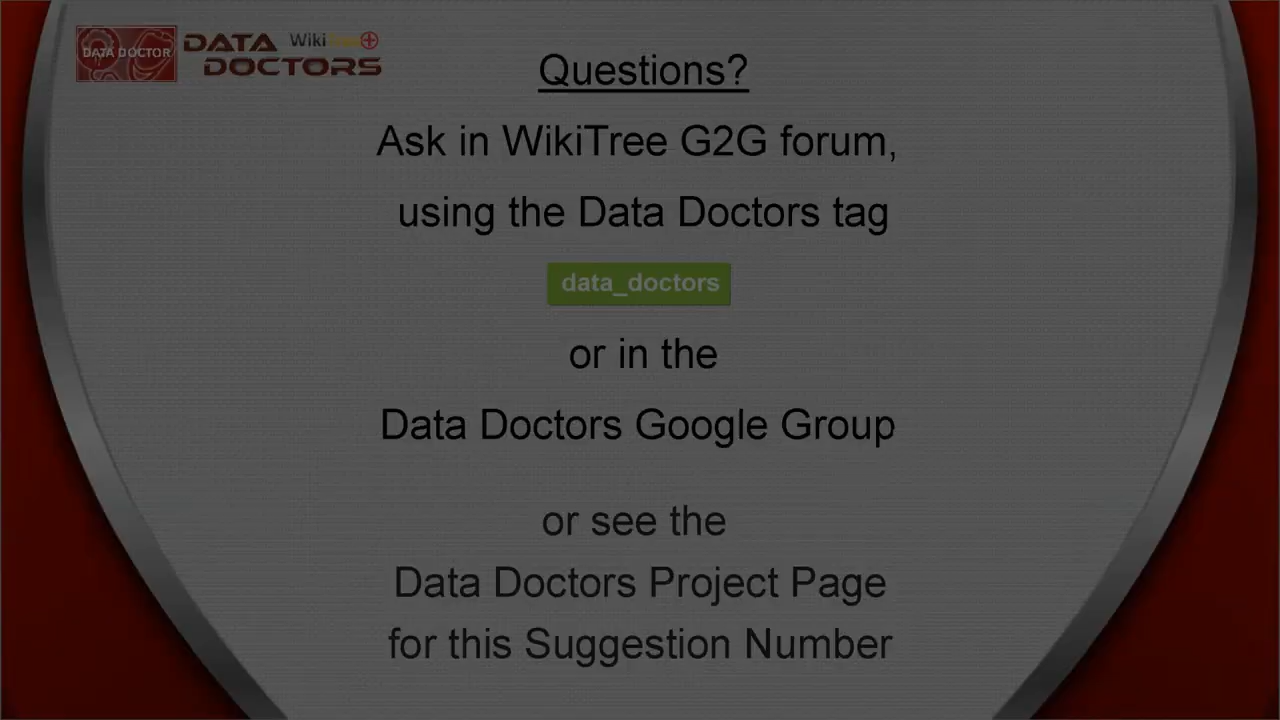 DATA DOCTOR
DATA
DOCTORS
WikiTree
Questions?
Ask in WikiTree G2G forum,
using the Data Doctors tag
data_doctors
or in the
Data Doctors Google Group
or see the
Data Doctors Project Page
for this Suggestion Number